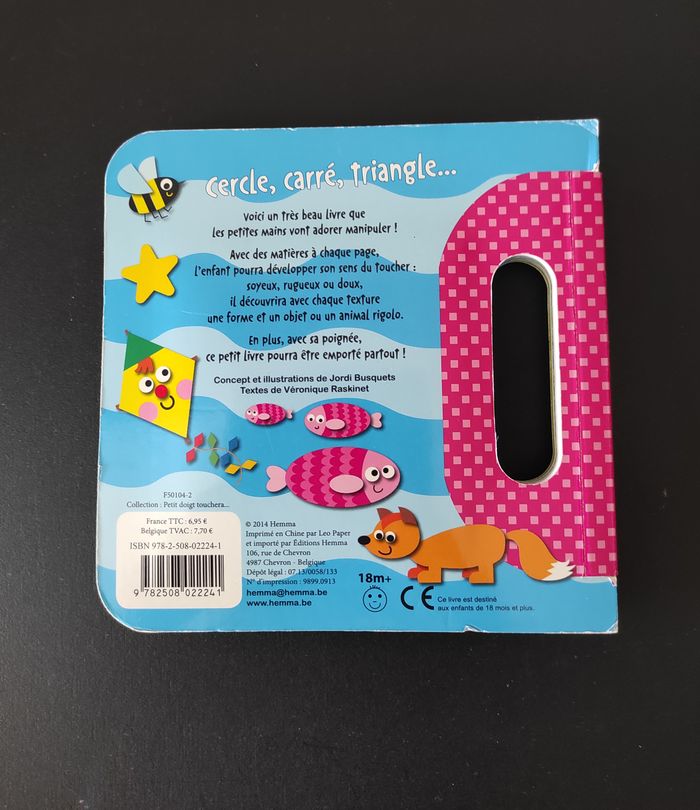 cercle, carré, triangle...
Voici un très beau livre que
les petites mains vont adorer manipuler !
Avec des matières à chaque page,
l'enfant pourra développer son sens du toucher :
soyeux, rugueux ou doux,
il découvrira avec chaque texture
une forme et un objet ou un animal rigolo.
En plus, avec sa poignée,
ce petit livre pourra être emporté partout !
Concept et illustrations de Jordi Busquets
Textes de Véronique Raskinet
F50104-2
Collection : Petit doigt touchera...
France TTC : 6,95 €
Belgique TVAC : 7,70 €
ISBN 978-2-508-02224-1
9 782508 022241
© 2014 Hemma
Imprimé en Chine par Leo Paper
et importé par Éditions Hemma
106, rue de Chevron
4987 Chevron - Belgique
Dépôt légal : 07.13/0058/133
N° d'impression : 9899.0913
hemma@hemma.be
www.hemma.be
18m+
CE
Ce livre est destiné
aux enfants de 18 mois et plus.